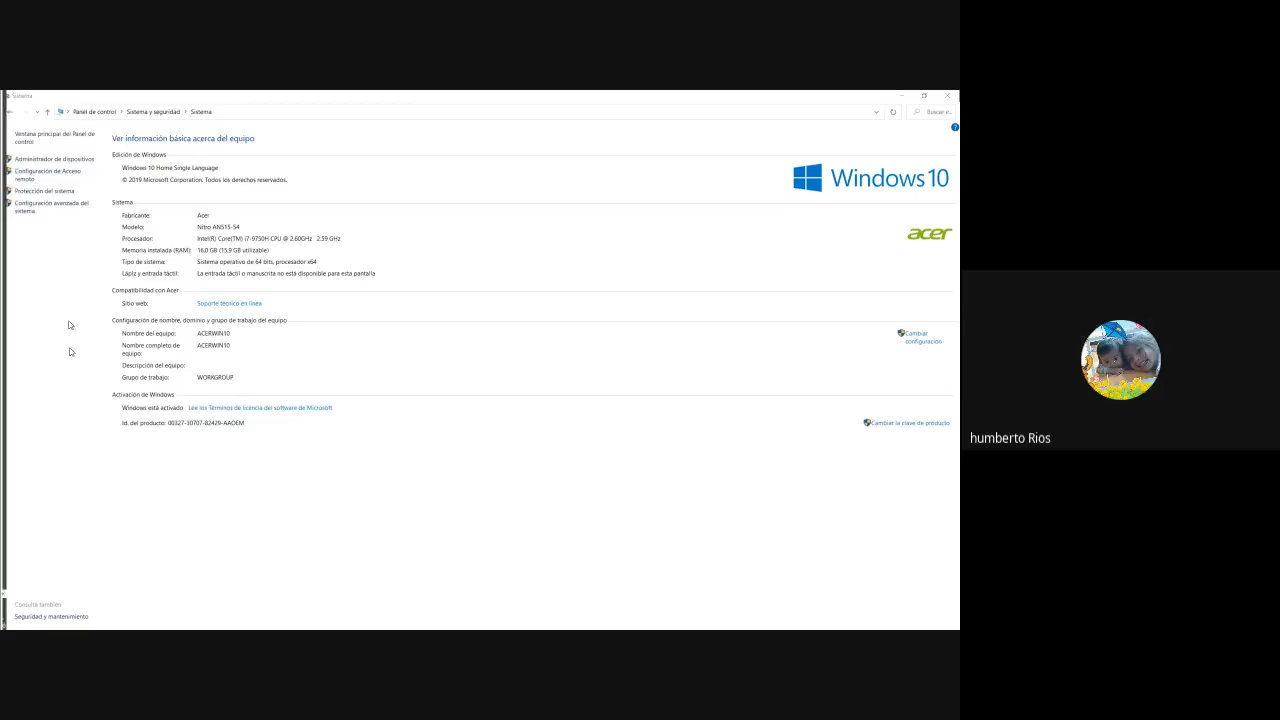 Sistema
Panel de control > Sistema y seguridad > Sistema
Buscar e...
Ventana principal del Panel de
control
Administrador de dispositivos
Configuración de Acceso
remoto
Protección del sistema
Configuración avanzada del
sistema
Ver información básica acerca del equipo
Edición de Windows
Windows 10 Home Single Language
© 2019 Microsoft Corporation. Todos los derechos reservados.
Windows 10
Sistema
Fabricante: Acer
Modelo: Nitro AN515-54
Procesador: Intel(R) Core(TM) i7-9750H CPU @ 2.60GHz 2.59 GHz
Memoria instalada (RAM): 16,0 GB (15,9 GB utilizable)
Tipo de sistema: Sistema operativo de 64 bits, procesador x64
Lápiz y entrada táctil: La entrada táctil o manuscrita no está disponible para esta pantalla
acer
Compatibilidad con Acer
Sitio web: Soporte técnico en línea
Configuración de nombre, dominio y grupo de trabajo del equipo
Nombre del equipo: ACERWIN10
Nombre completo de equipo: ACERWIN10
Descripción del equipo:
Grupo de trabajo: WORKGROUP
Cambiar
configuración
Activación de Windows
Windows está activado Lee los Términos de licencia del software de Microsoft
Id. del producto: 00327-30707-82429-AAOEM
Cambiar la clave de producto
Consulta también
Seguridad y mantenimiento
humberto Rios